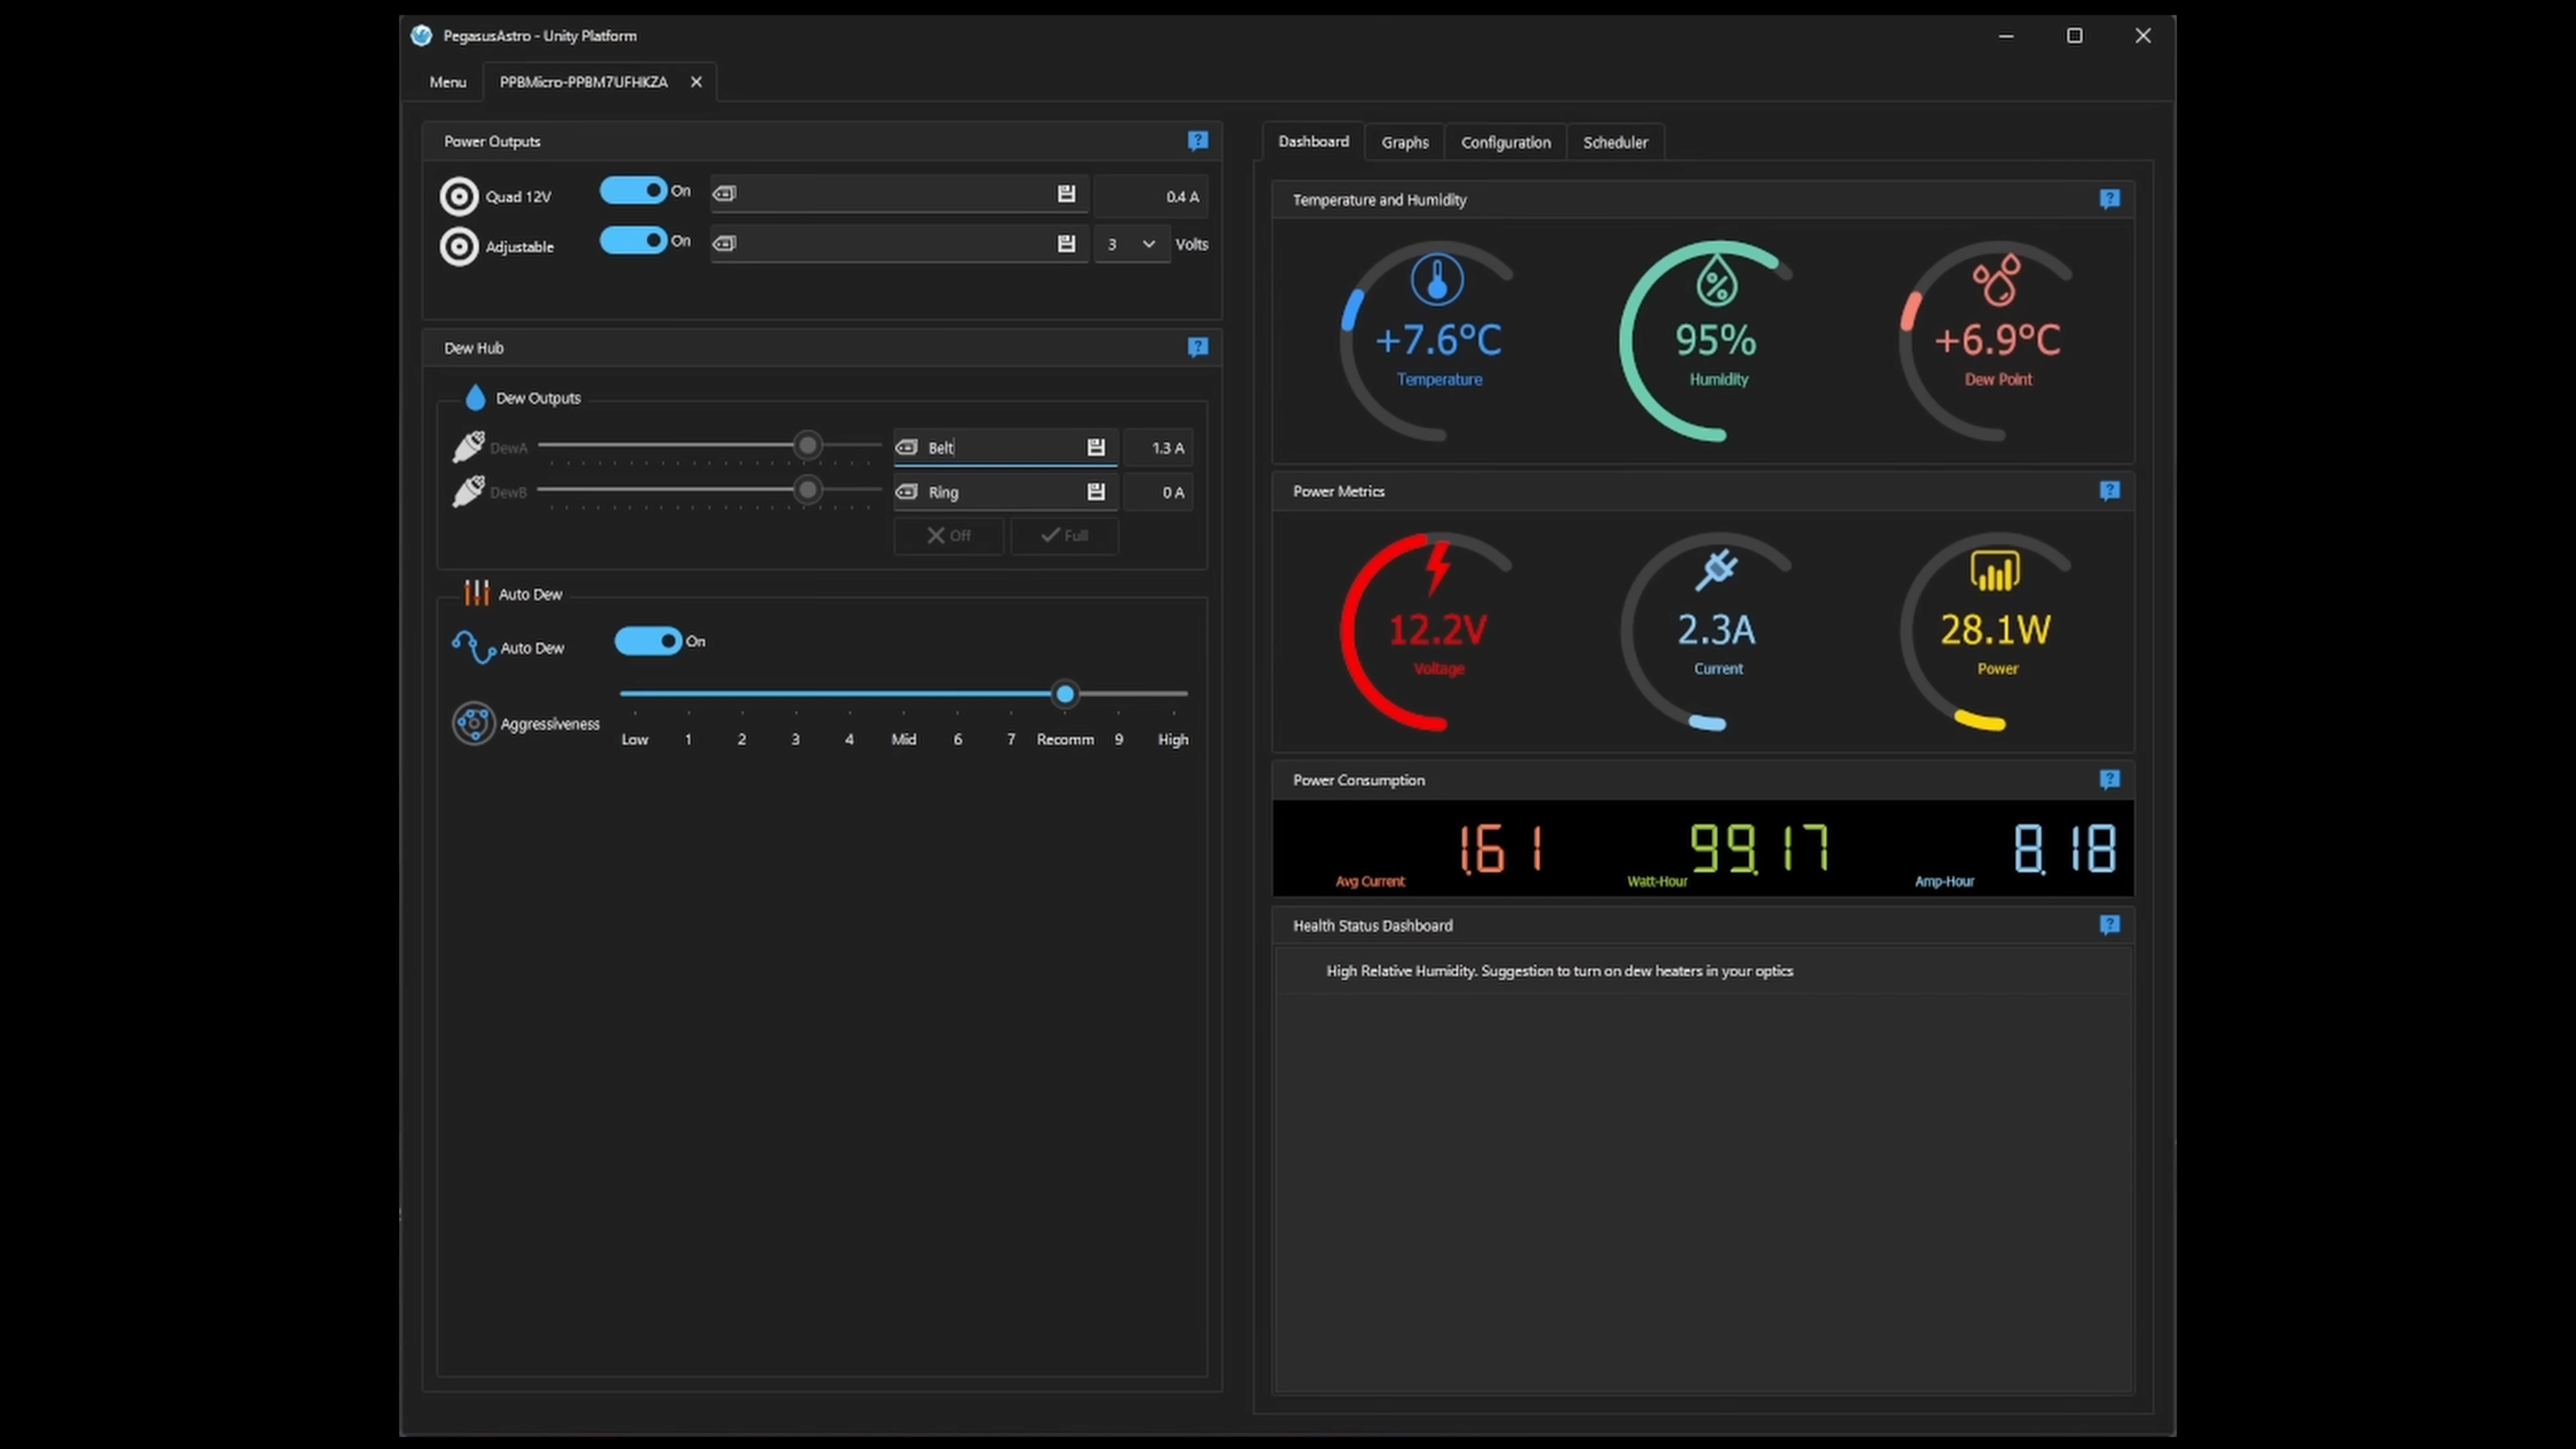 PegasusAstro - Unity Platform
Menu
PPBMicro-PPBM7UFHKZA
Power Outputs
Quad 12V On 0.4 A
Adjustable On 3 Volts
Dew Hub
Dew Outputs
DewA Belt 1.3 A
DewB Ring 0 A
Off Full
Auto Dew
Auto Dew On
Aggressiveness
Low 1 2 3 4 Mid 6 7 Recomm 9 High
Dashboard Graphs Configuration Scheduler
Temperature and Humidity
+7.6°C 95% +6.9°C
Temperature Humidity Dew Point
Power Metrics
12.2V 2.3A 28.1W
Voltage Current Power
Power Consumption
Avg Current 1.61 Watt-Hour 99.17 Amp-Hour 8.18
Health Status Dashboard
High Relative Humidity. Suggestion to turn on dew heaters in your optics